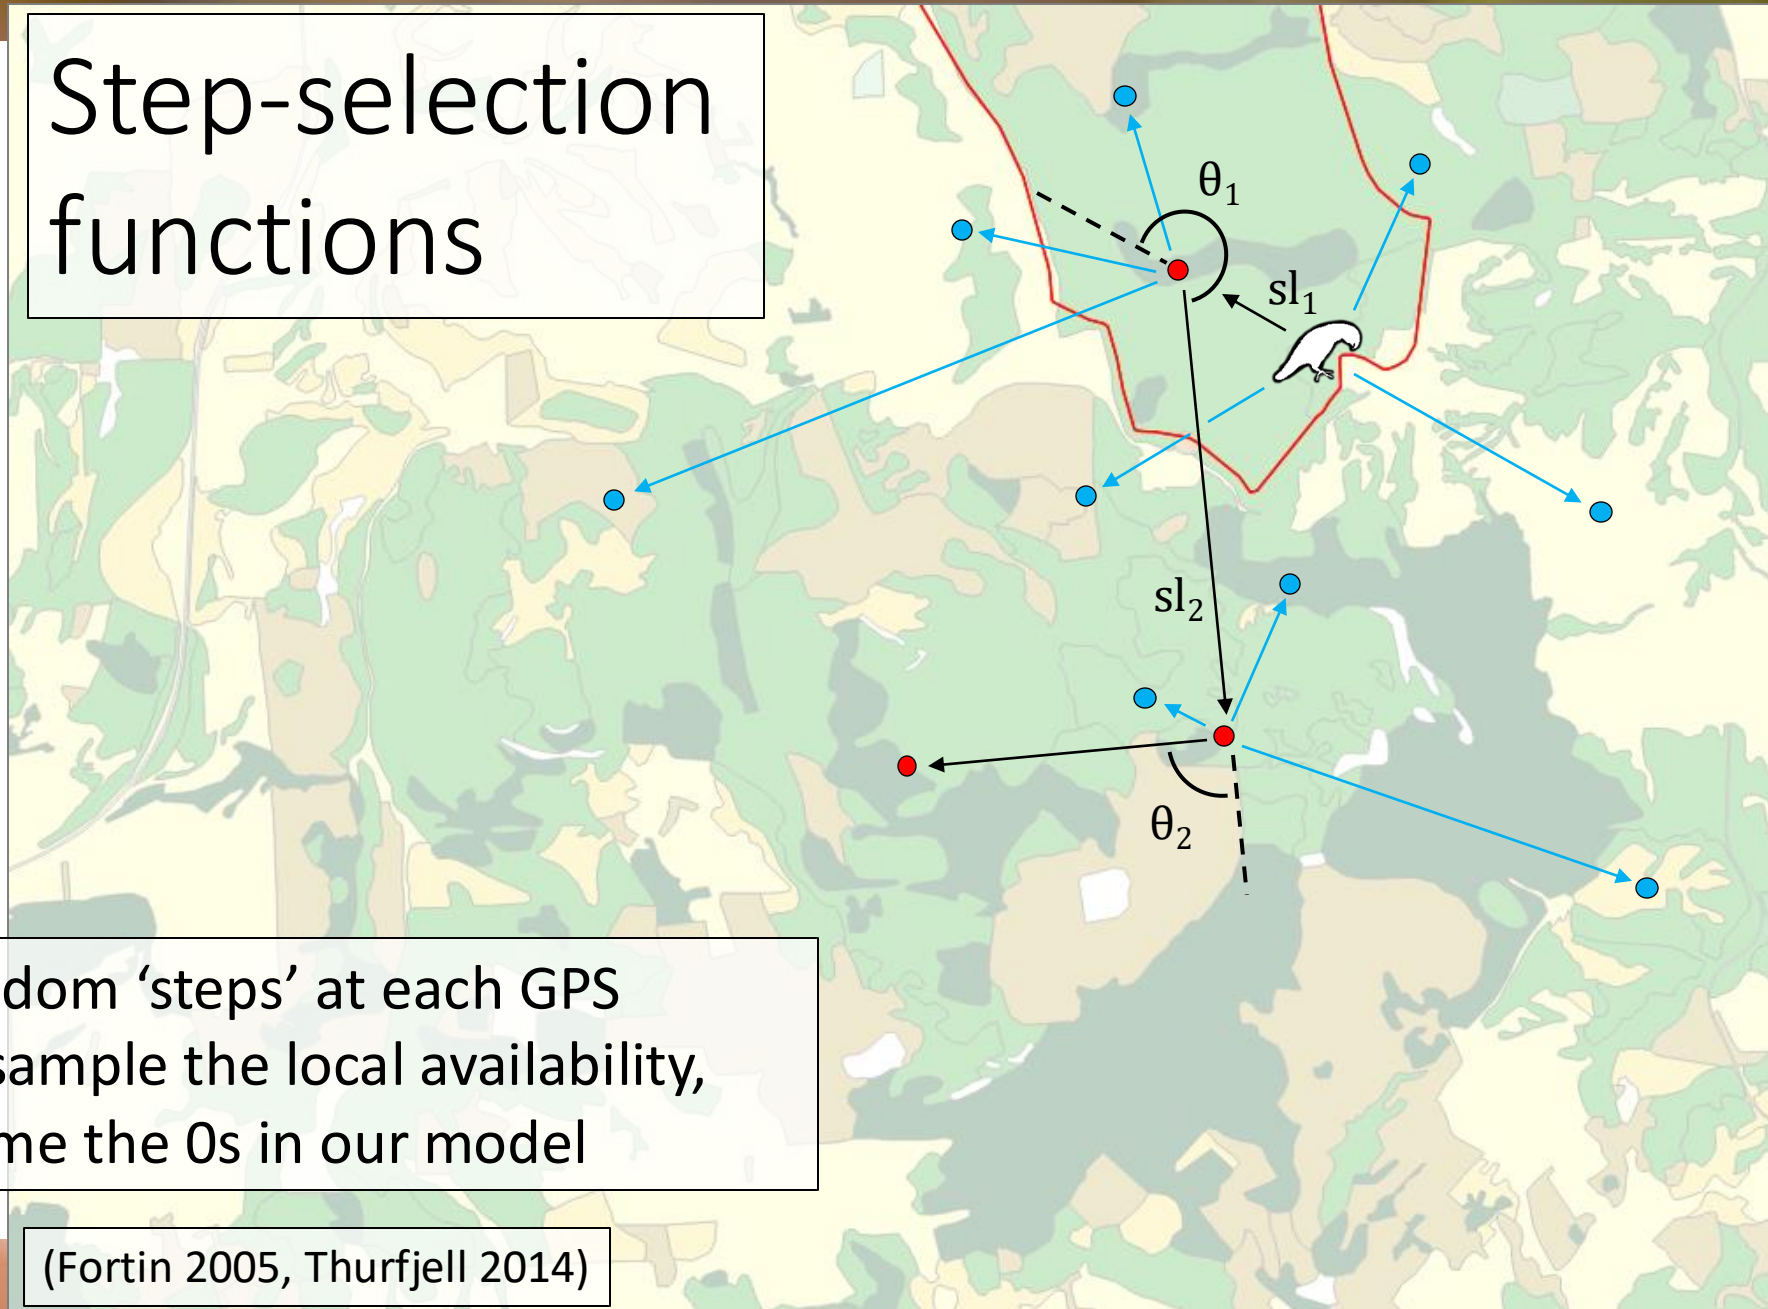 Step-selection
functions
θ₁
sl₁
sl₂
θ₂
dom ‘steps’ at each GPS
sample the local availability,
me the 0s in our model
(Fortin 2005, Thurfjell 2014)